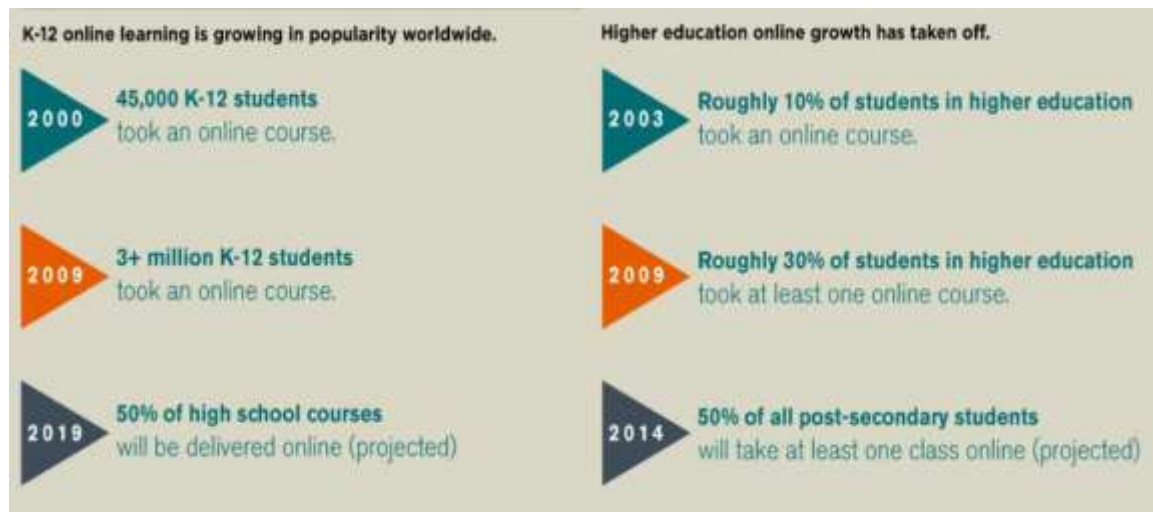 K-12 online learning is growing in popularity worldwide.
2000
45,000 K-12 students
took an online course.
2009
3+ million K-12 students
took an online course.
2019
50% of high school courses
will be delivered online (projected)
Higher education online growth has taken off.
2003
Roughly 10% of students in higher education
took an online course.
2009
Roughly 30% of students in higher education
took at least one online course.
2014
50% of all post-secondary students
will take at least one class online (projected)